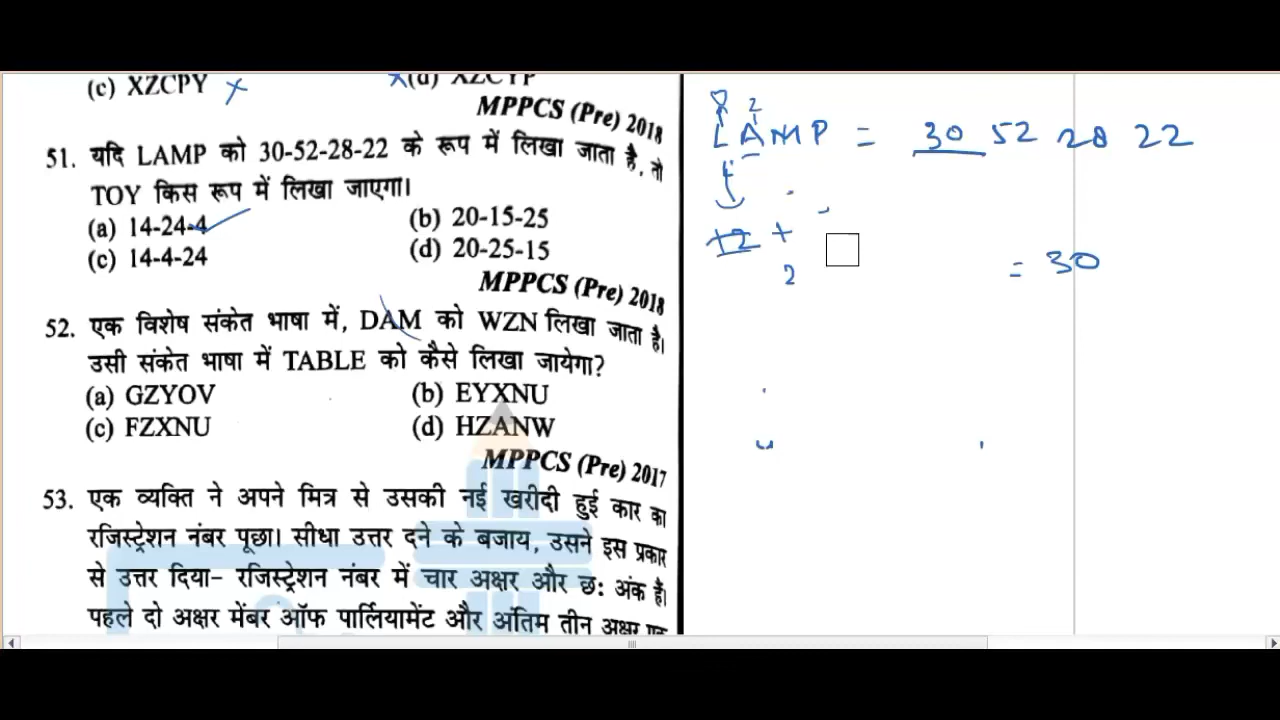 (c) XZCPY
(d) XZCYP
MPPCS (Pre) 2018
51. यदि LAMP को 30-52-28-22 के रूप में लिखा जाता है, तो
TOY किस रूप में लिखा जाएगा।
(a) 14-24-4
(b) 20-15-25
(c) 14-4-24
(d) 20-25-15
MPPCS (Pre) 2018
52. एक विशेष संकेत भाषा में, DAM को WZN लिखा जाता है।
उसी संकेत भाषा में TABLE को कैसे लिखा जायेगा?
(a) GZYOV
(b) EYXNU
(c) FZXNU
(d) HZANW
MPPCS (Pre) 2017
53. एक व्यक्ति ने अपने मित्र से उसकी नई खरीदी हुई कार का
रजिस्ट्रेशन नंबर पूछा। सीधा उत्तर देने के बजाय, उसने इस प्रकार
से उत्तर दिया- रजिस्ट्रेशन नंबर में चार अक्षर और छः अंक हैं।
पहले दो अक्षर मेंबर ऑफ पार्लियामेंट और अंतिम तीन अक्षर
2
LAMP = 30 52 28 22
12 +
2
= 30